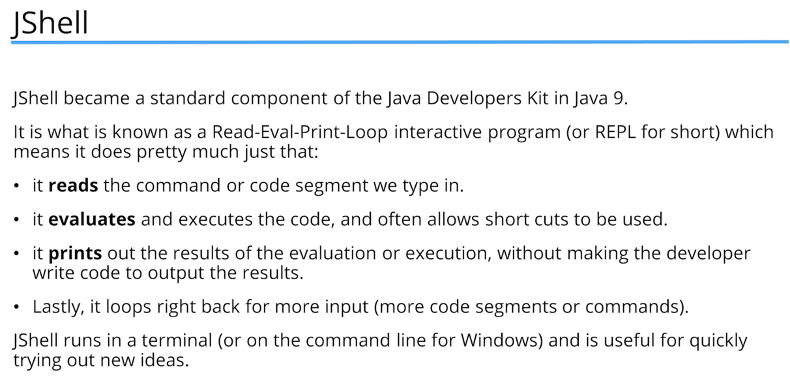 JShell
JShell became a standard component of the Java Developers Kit in Java 9.
It is what is known as a Read-Eval-Print-Loop interactive program (or REPL for short) which
means it does pretty much just that:
• it reads the command or code segment we type in.
• it evaluates and executes the code, and often allows short cuts to be used.
• it prints out the results of the evaluation or execution, without making the developer
write code to output the results.
• Lastly, it loops right back for more input (more code segments or commands).
JShell runs in a terminal (or on the command line for Windows) and is useful for quickly
trying out new ideas.